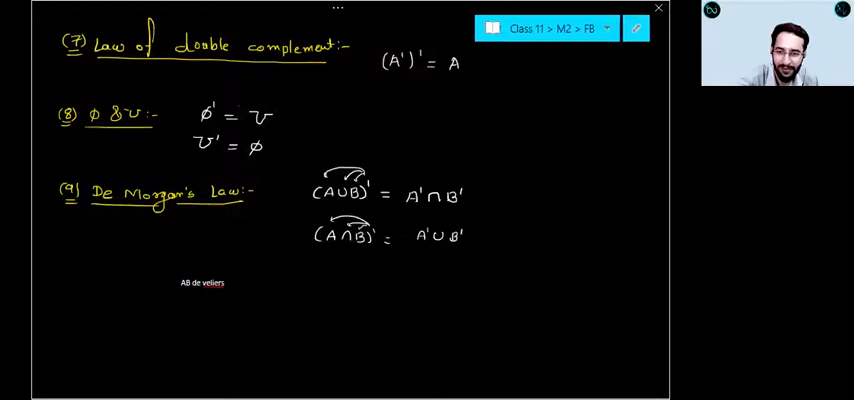 Class 11 > M2 > FB
(7) Law of double complement:- (A')' = A
(8) φ & U:- φ' = U
U' = φ
(9) De Morgan's Law:- (A∪B)' = A'∩B'
(A∩B)' = A'∪B'
AB de veliers